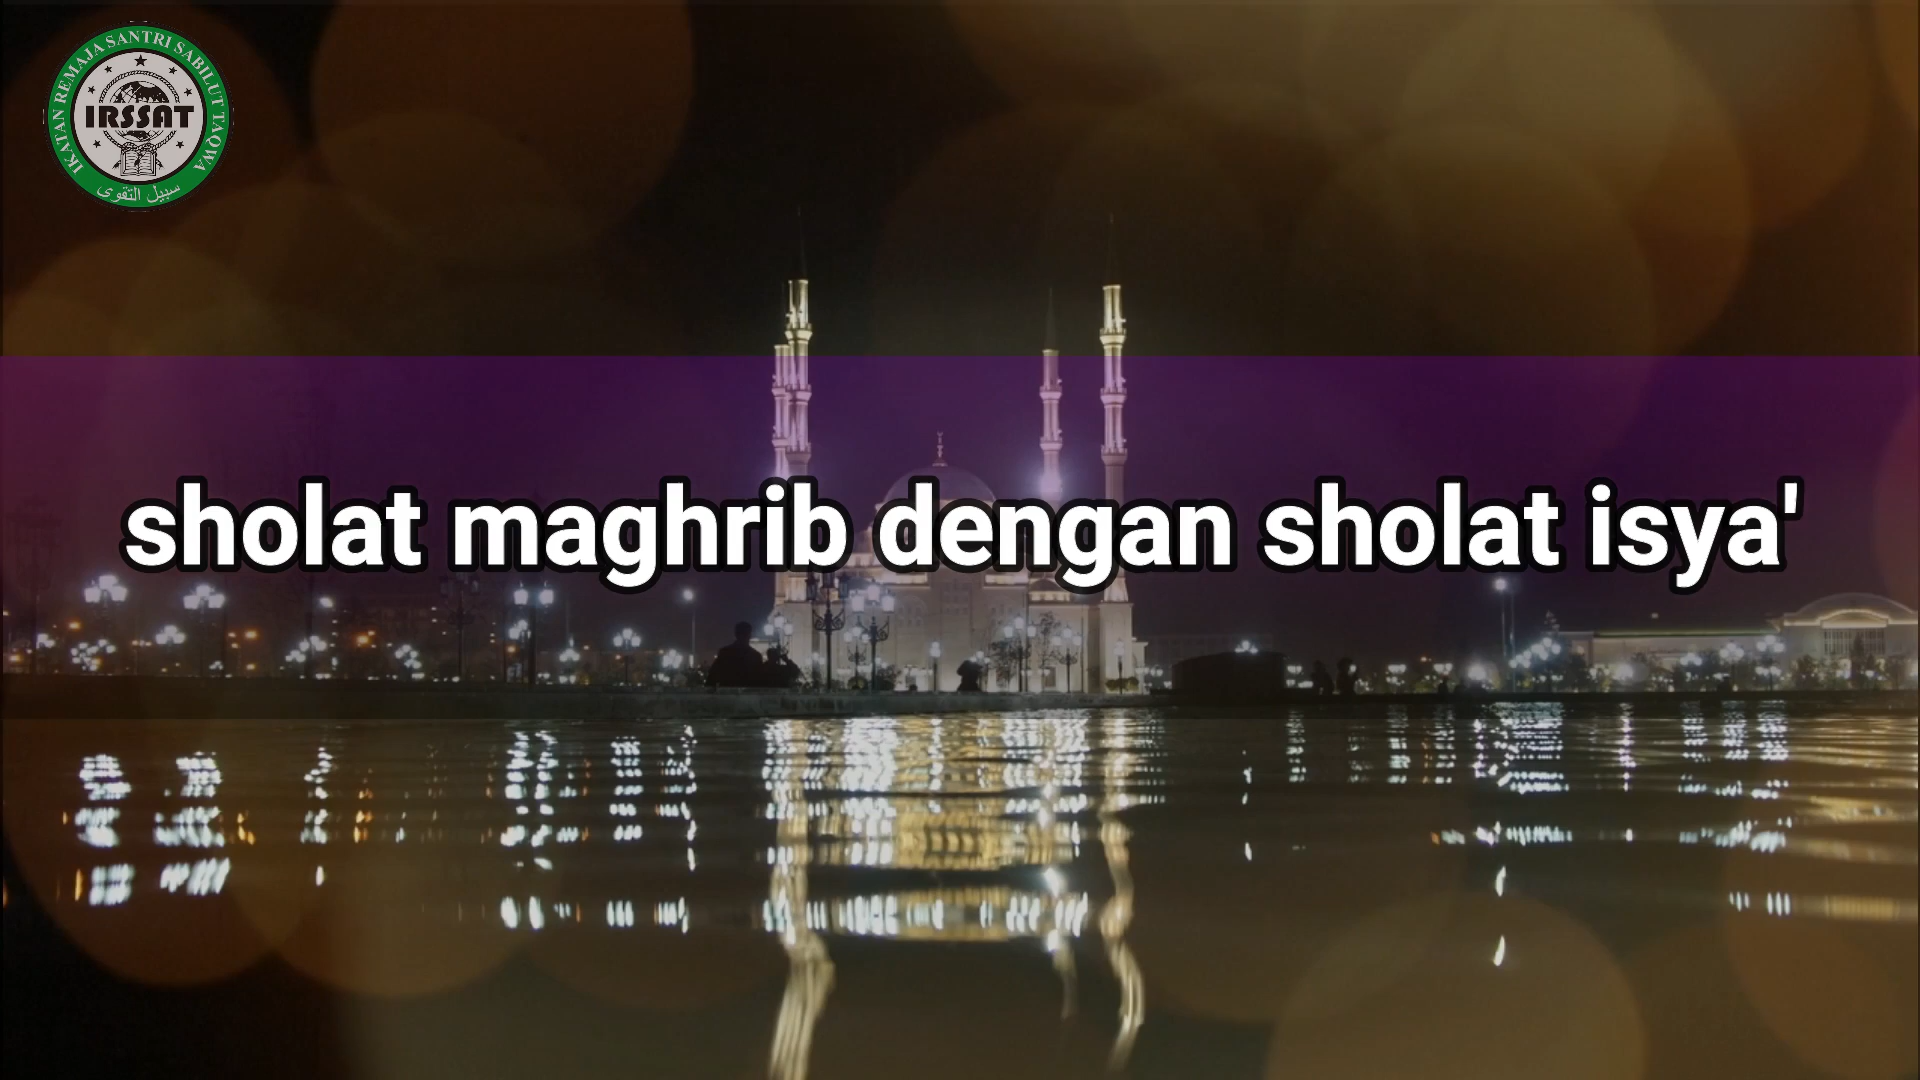 IKATAN REMAJA SANTRI SABILUT TAQWA
IRSSAT
سبيل التقوى
sholat maghrib dengan sholat isya'